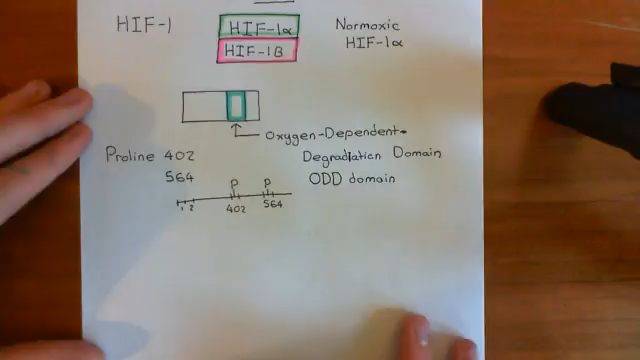 HIF-1
HIF-1α
HIF-1B
Normoxic
HIF-1α
Oxygen-Dependent
Degradation Domain
ODD domain
Proline 402
564
P P
1 2 402 564